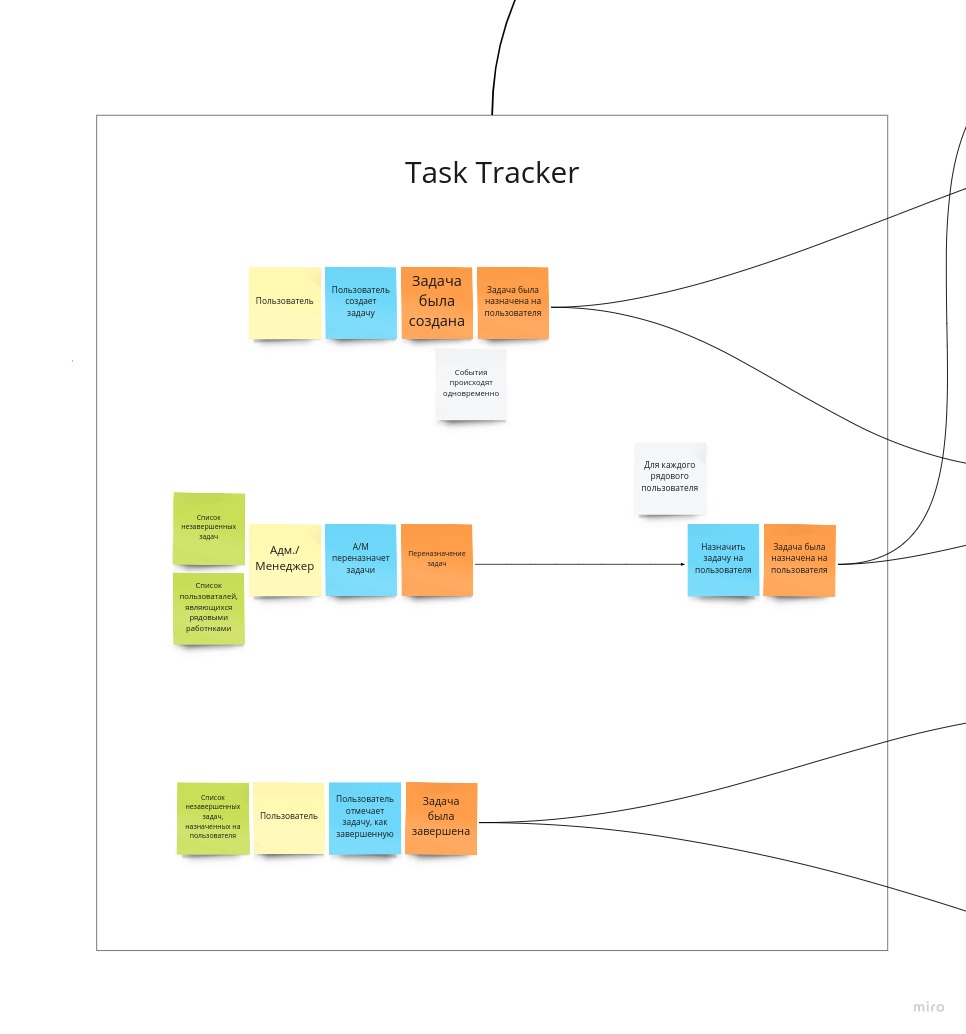 Task Tracker
Пользователь
Пользователь
создает
задачу
Задача
была
создана
Задача была
назначена на
пользователя
События
происходят
одновременно
Для каждого
рядового
пользователя
Список
незавершенных
задач
Список
пользоваталей,
являющихся
рядовыми
работнками
Адм./
Менеджер
А/М
переназначет
задачи
Переназначение
задач
Назначить
задачу на
пользователя
Задача была
назначена на
пользователя
Список
незавершенных
задач,
назначенных на
пользователя
Пользователь
Пользователь
отмечает
задачу, как
завершенную
Задача
была
завершена
miro